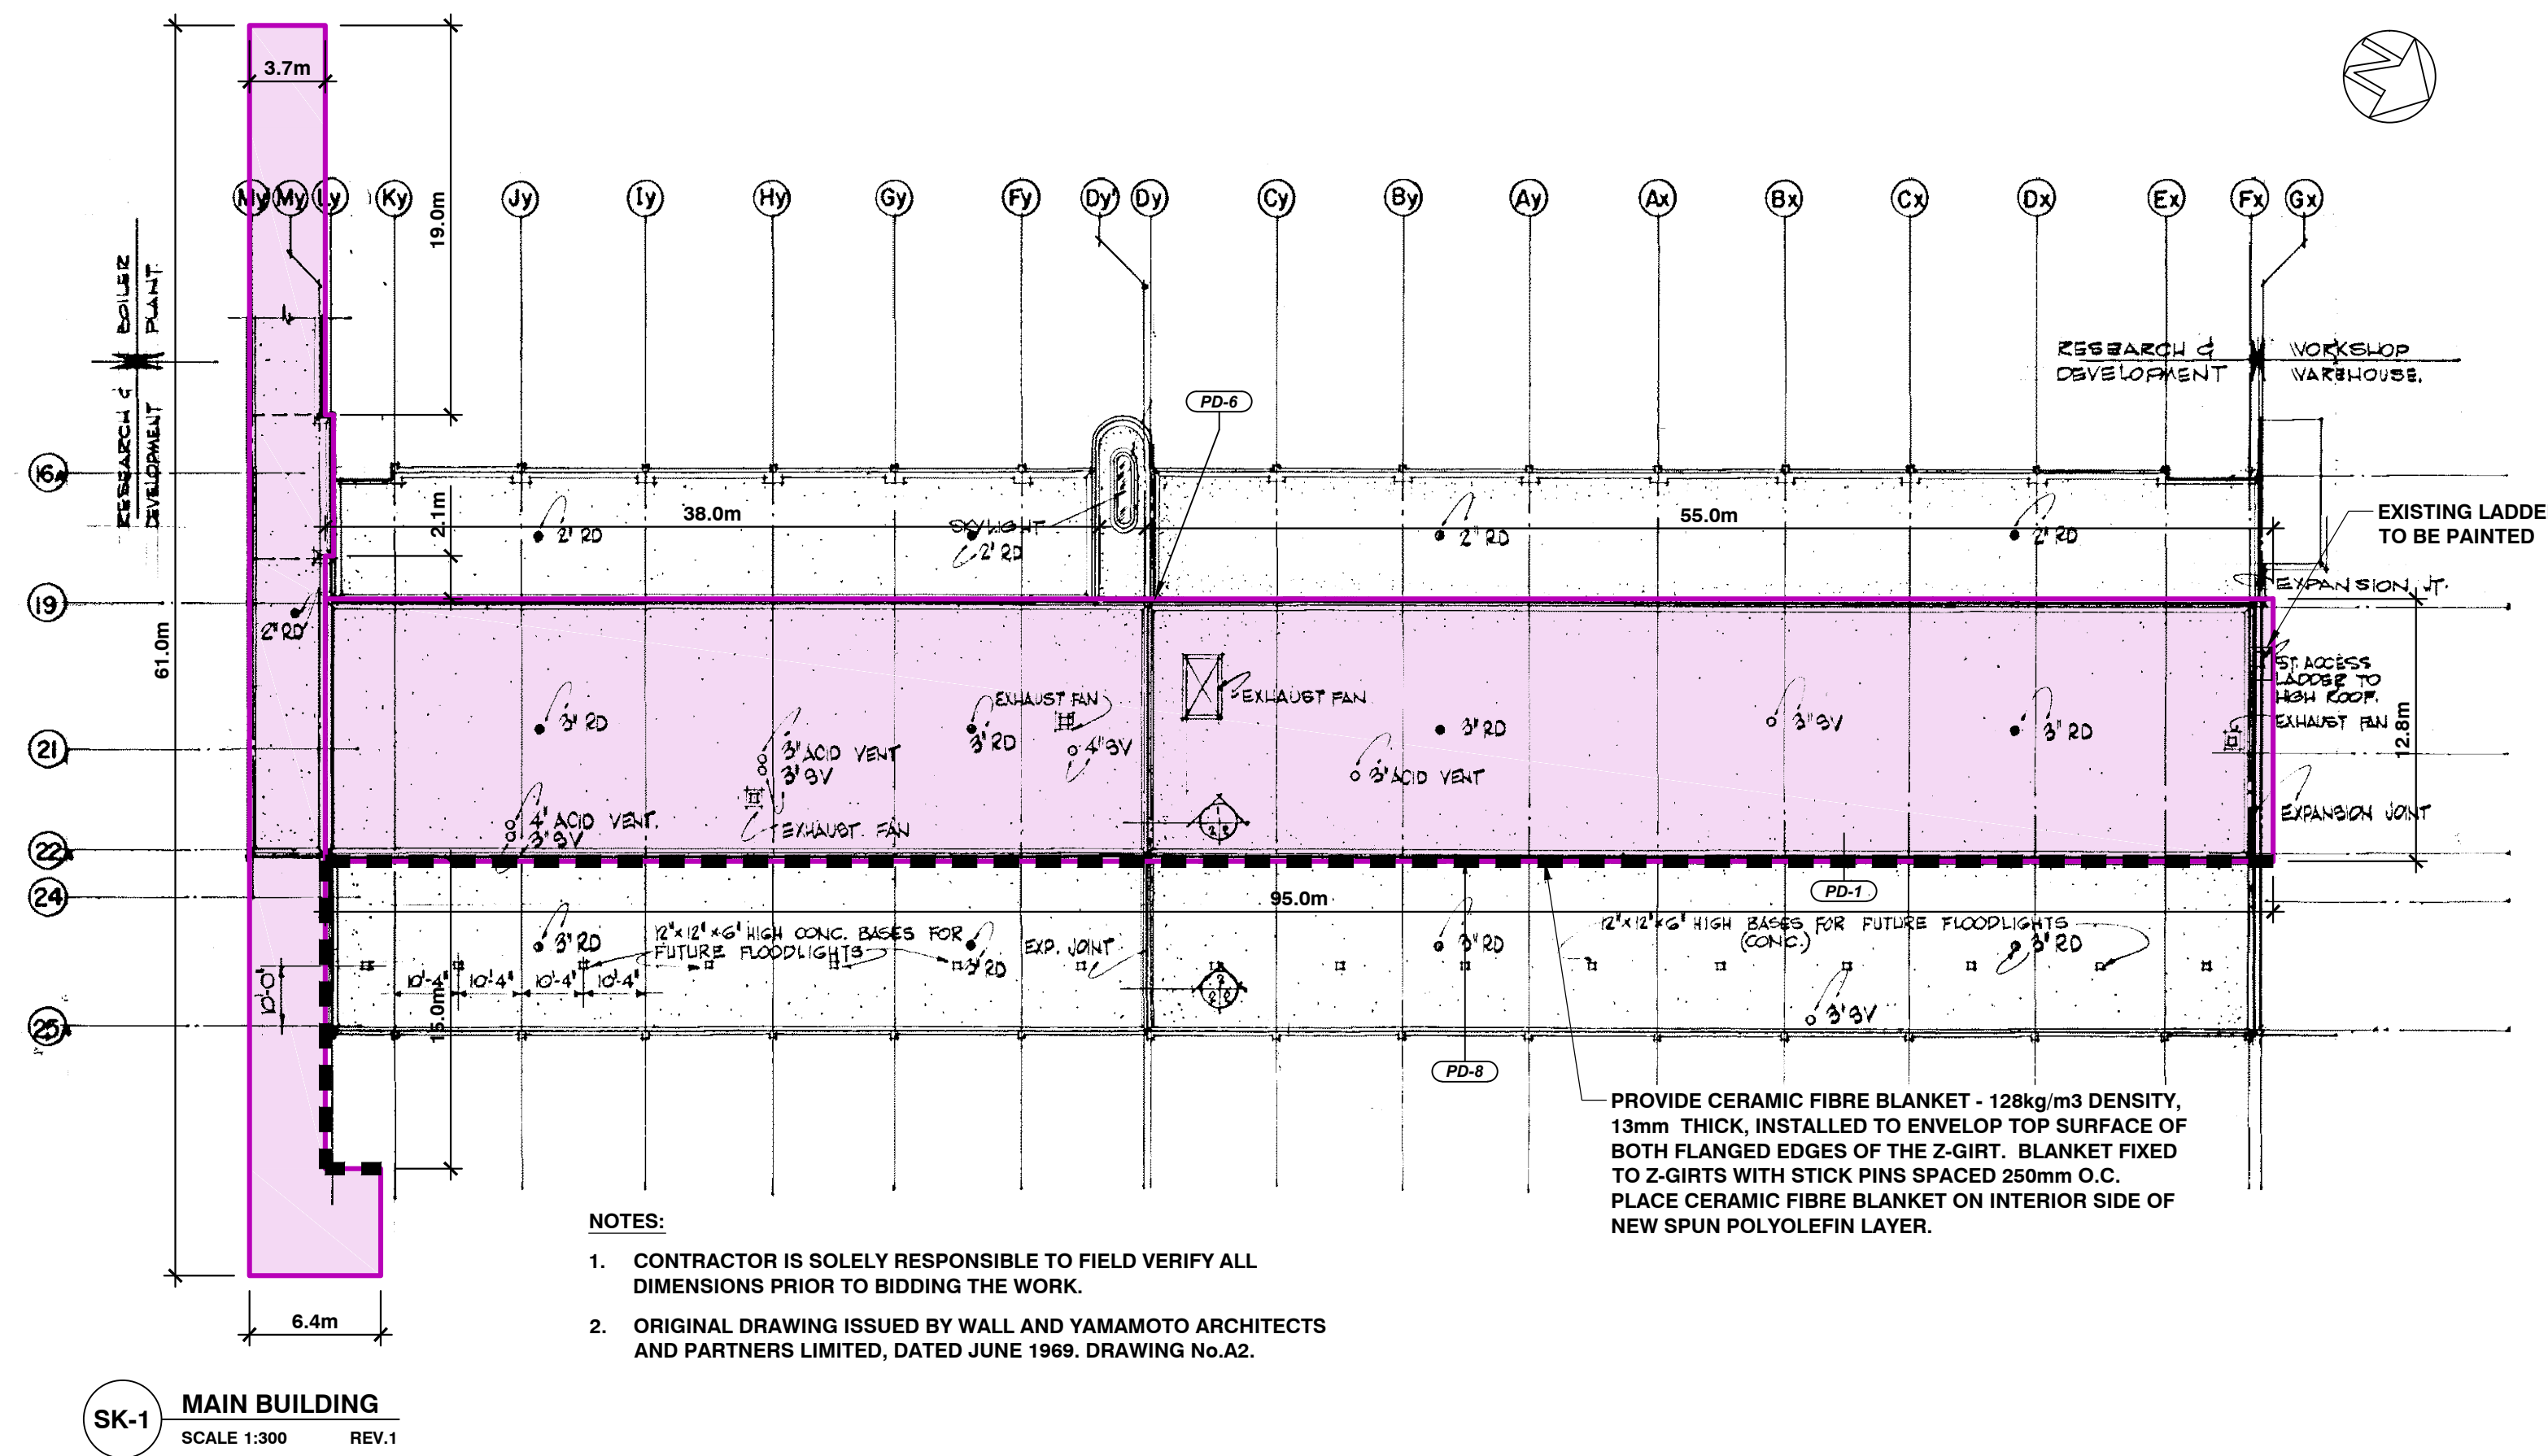 3.7m
19.0m
Ny My Ly Ky Jy Iy Hy Gy Fy Dy' Dy Cy By Ay Ax Bx Cx Dx Ex Fx Gx
RESEARCH & DEVELOPMENT
BOILER PLANT.
RESEARCH & DEVELOPMENT
WORKSHOP WAREHOUSE.
PD-6
16
2.1m
38.0m
55.0m
SKYLIGHT
2" RD
2" RD
2" RD
2" RD
EXISTING LADDE
TO BE PAINTED
EXPANSION JT.
19
2" RD
61.0m
ST. ACCESS
LADDER TO
HIGH ROOF.
EXHAUST FAN
EXHAUST FAN
EXHAUST FAN
12.8m
3" RD
3" RD
4" SV
3" RD
3" SV
3" RD
21
3" ACID VENT
3" SV
3" ACID VENT
4" ACID VENT.
3" SV
EXHAUST FAN
EXPANSION JOINT
22
PD-1
24
95.0m
3" RD
12"x12"x6" HIGH CONC. BASES FOR
FUTURE FLOODLIGHTS
3" RD
EXP. JOINT
3" RD
12"x12"x6" HIGH BASES FOR FUTURE FLOODLIGHTS
(CONC.)
3" RD
10'-0"
10'-4" 10'-4" 10'-4" 10'-4"
15.0m
3" SV
25
PD-8
PROVIDE CERAMIC FIBRE BLANKET - 128kg/m3 DENSITY,
13mm THICK, INSTALLED TO ENVELOP TOP SURFACE OF
BOTH FLANGED EDGES OF THE Z-GIRT. BLANKET FIXED
TO Z-GIRTS WITH STICK PINS SPACED 250mm O.C.
PLACE CERAMIC FIBRE BLANKET ON INTERIOR SIDE OF
NEW SPUN POLYOLEFIN LAYER.
NOTES:
1. CONTRACTOR IS SOLELY RESPONSIBLE TO FIELD VERIFY ALL
DIMENSIONS PRIOR TO BIDDING THE WORK.
2. ORIGINAL DRAWING ISSUED BY WALL AND YAMAMOTO ARCHITECTS
AND PARTNERS LIMITED, DATED JUNE 1969. DRAWING No.A2.
6.4m
SK-1
MAIN BUILDING
SCALE 1:300 REV.1